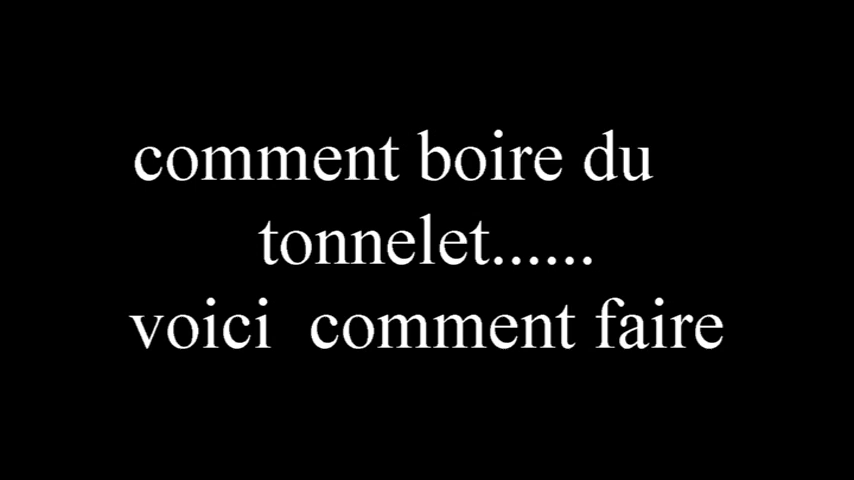 comment boire du
tonnelet......
voici comment faire